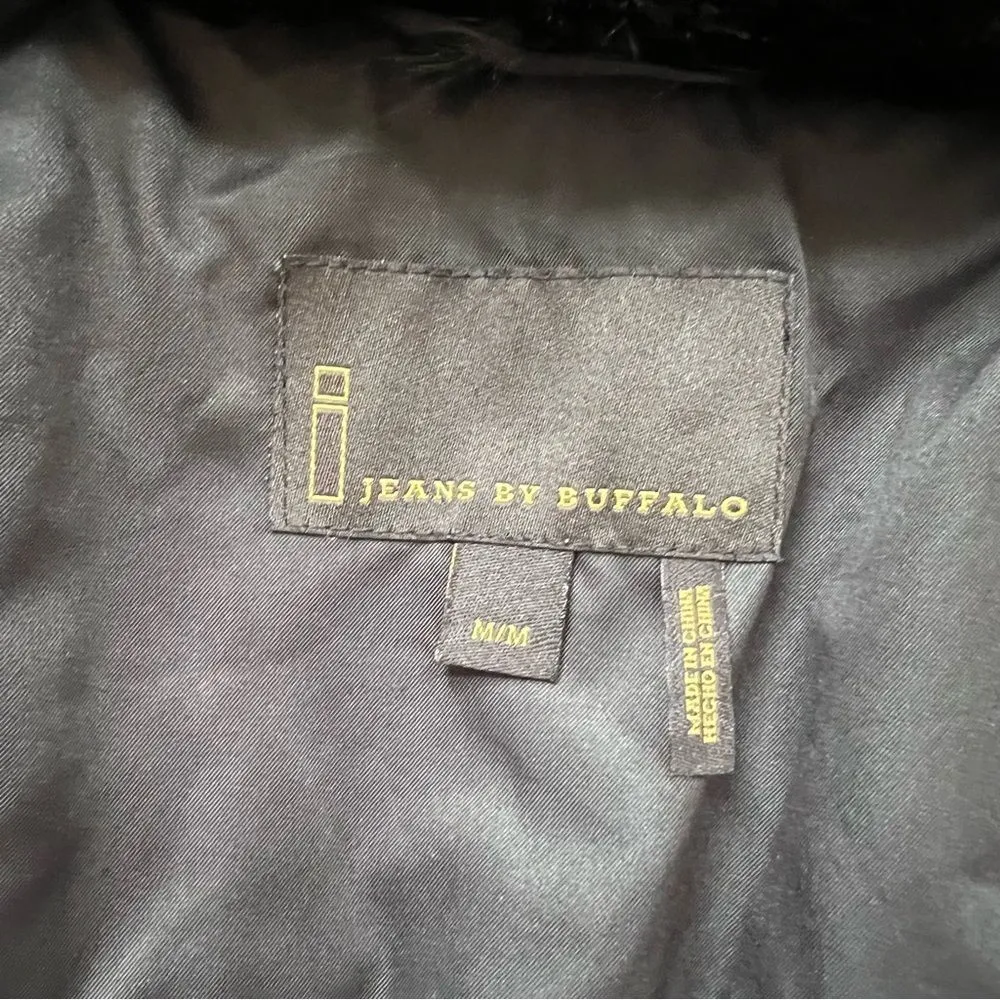 i JEANS BY BUFFALO
M/M
MADE IN CHINA
HECHO EN CHINA